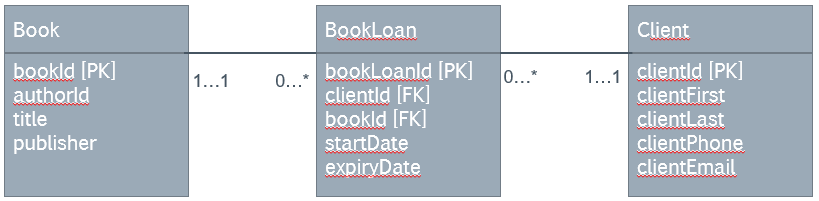 Book
bookId [PK]
authorId
title
publisher
1...1
0...*
BookLoan
bookLoanId [PK]
clientId [FK]
bookId [FK]
startDate
expiryDate
0...*
1...1
Client
clientId [PK]
clientFirst
clientLast
clientPhone
clientEmail